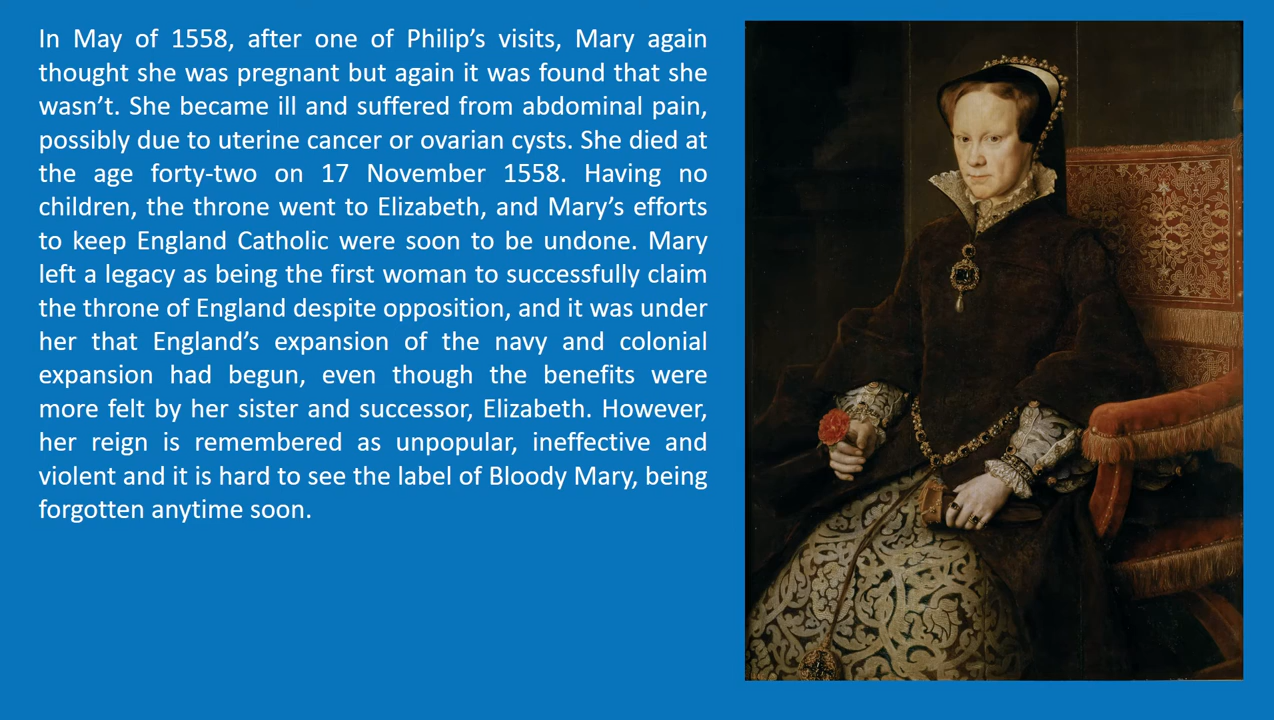 In May of 1558, after one of Philip’s visits, Mary again
thought she was pregnant but again it was found that she
wasn’t. She became ill and suffered from abdominal pain,
possibly due to uterine cancer or ovarian cysts. She died at
the age forty-two on 17 November 1558. Having no
children, the throne went to Elizabeth, and Mary’s efforts
to keep England Catholic were soon to be undone. Mary
left a legacy as being the first woman to successfully claim
the throne of England despite opposition, and it was under
her that England’s expansion of the navy and colonial
expansion had begun, even though the benefits were
more felt by her sister and successor, Elizabeth. However,
her reign is remembered as unpopular, ineffective and
violent and it is hard to see the label of Bloody Mary, being
forgotten anytime soon.